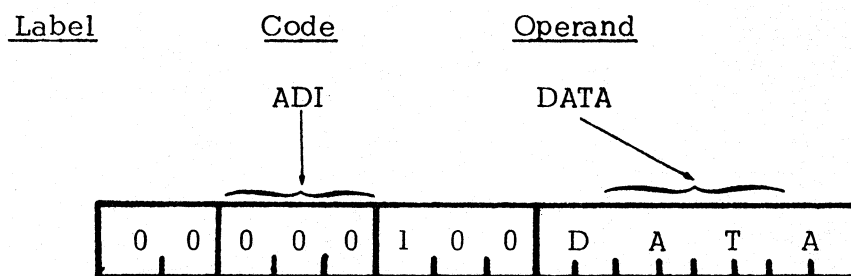 Label Code Operand
ADI DATA
0 0 0 0 0 1 0 0 D A T A